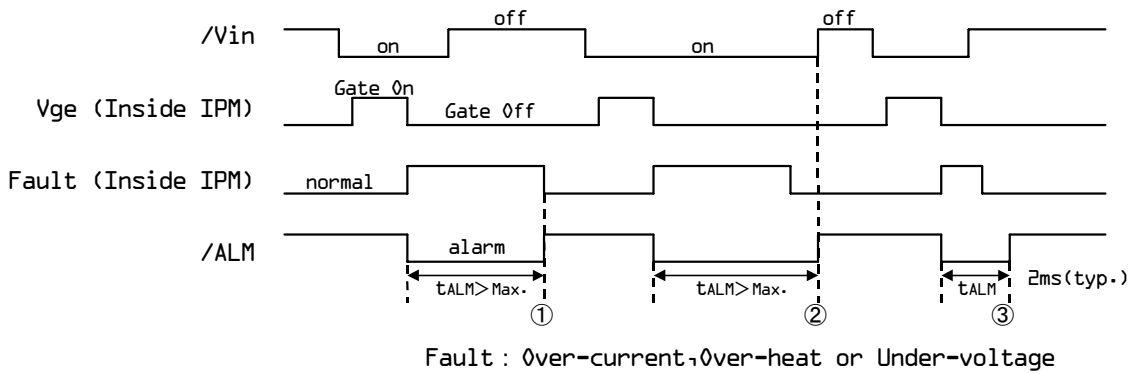 off
off
/Vin
on
on
Gate On
Vge (Inside IPM)
Gate Off
Fault (Inside IPM)
normal
/ALM
alarm
tALM> Max.
tALM> Max.
tALM
2ms(typ.)
①
②
③
Fault : Over-current,Over-heat or Under-voltage